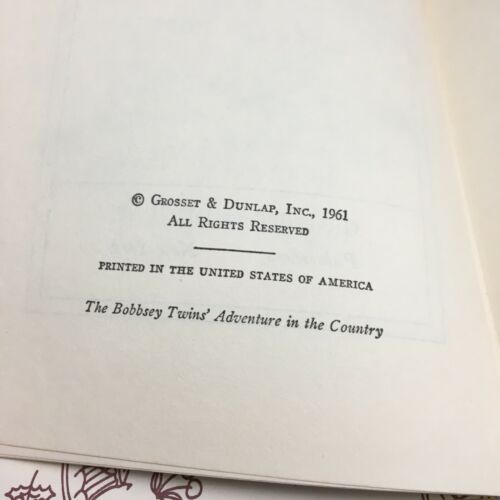 © Grosset & Dunlap, Inc., 1961
All Rights Reserved
PRINTED IN THE UNITED STATES OF AMERICA
The Bobbsey Twins' Adventure in the Country